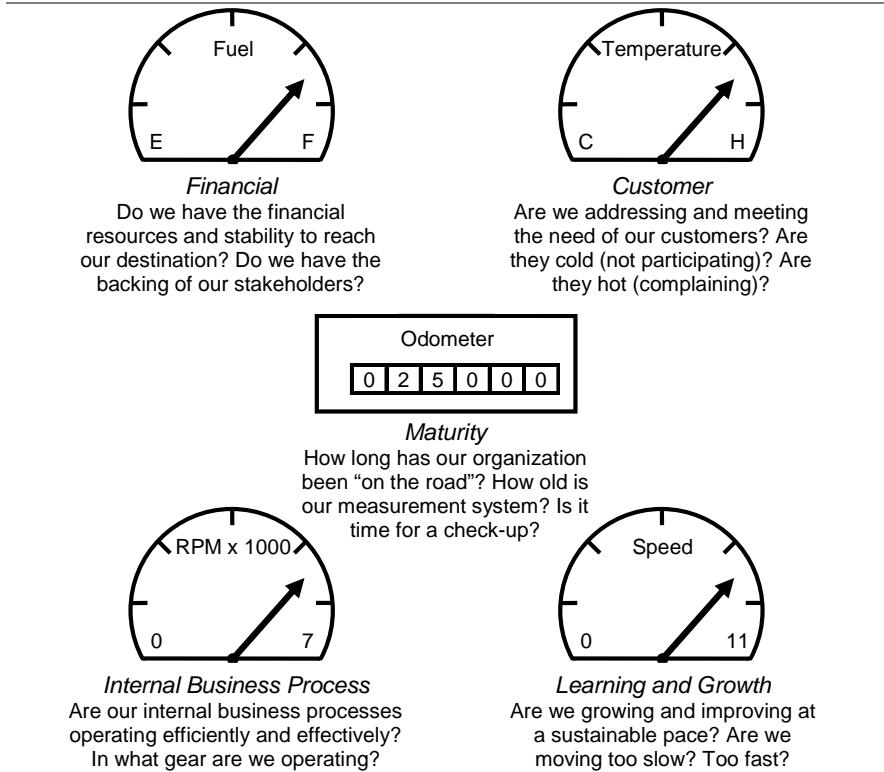 Fuel
E F
Financial
Do we have the financial
resources and stability to reach
our destination? Do we have the
backing of our stakeholders?
Temperature
C H
Customer
Are we addressing and meeting
the need of our customers? Are
they cold (not participating)? Are
they hot (complaining)?
Odometer
0 2 5 0 0 0
Maturity
How long has our organization
been “on the road”? How old is
our measurement system? Is it
time for a check-up?
RPM x 1000
0 7
Internal Business Process
Are our internal business processes
operating efficiently and effectively?
In what gear are we operating?
Speed
0 11
Learning and Growth
Are we growing and improving at
a sustainable pace? Are we
moving too slow? Too fast?